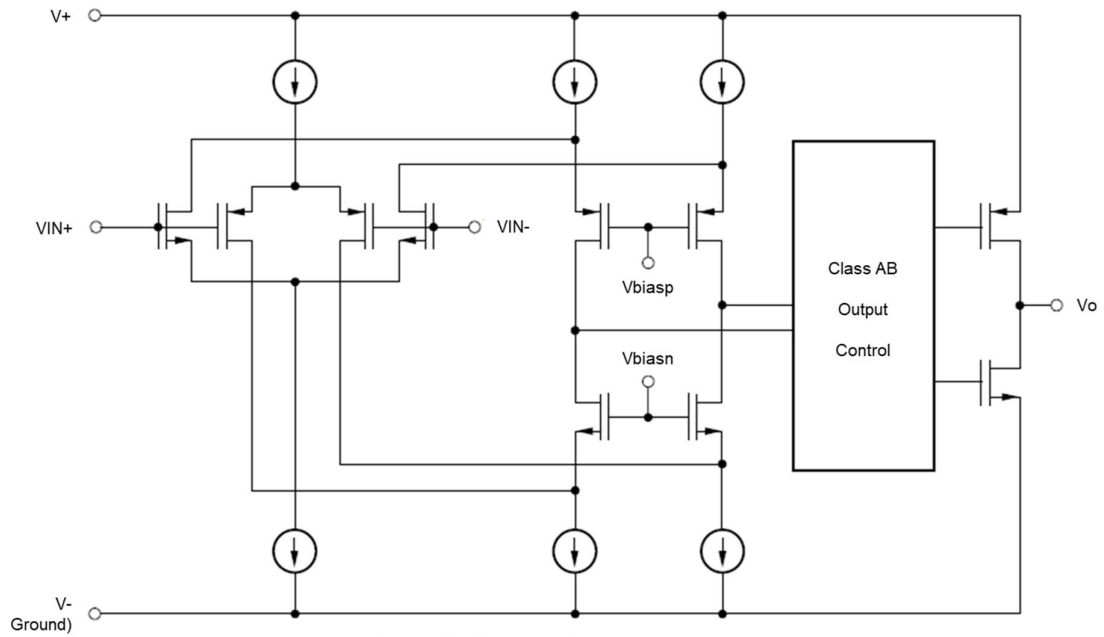 V+
VIN+
VIN-
Vbiasp
Vbiasn
Class AB
Output
Control
Vo
V-
Ground)